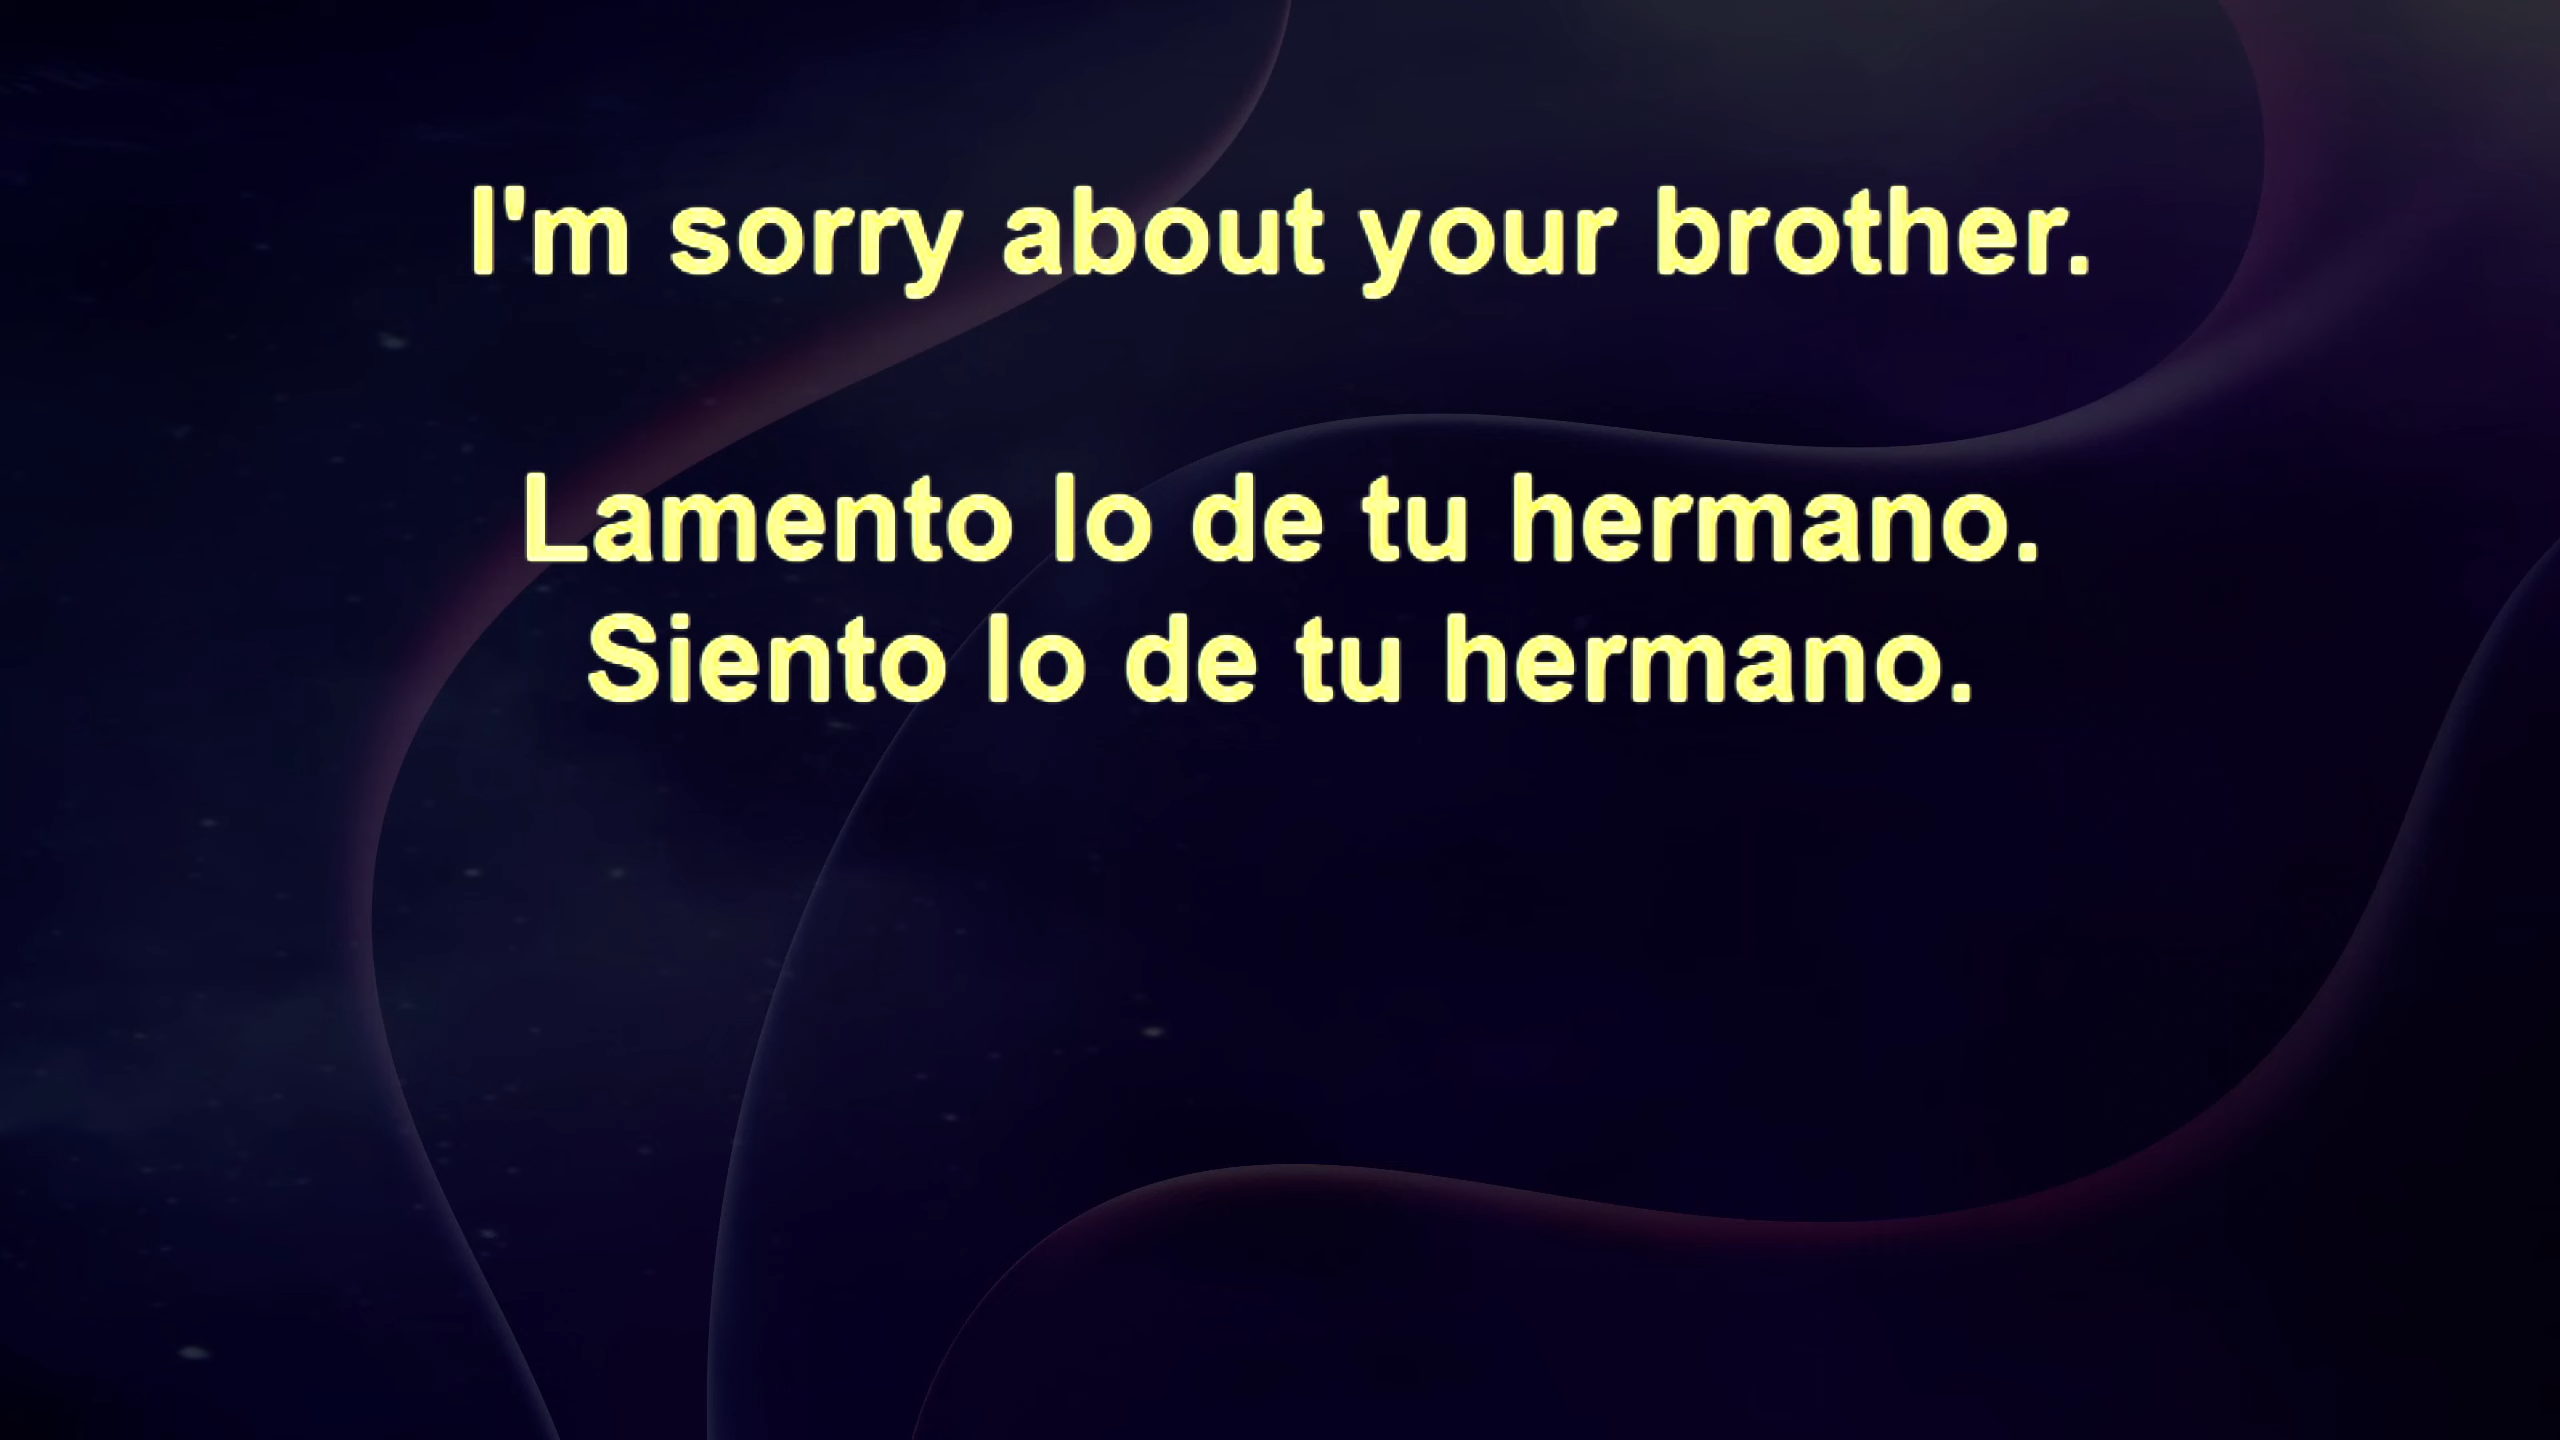 I'm sorry about your brother.
Lamento lo de tu hermano.
Siento lo de tu hermano.